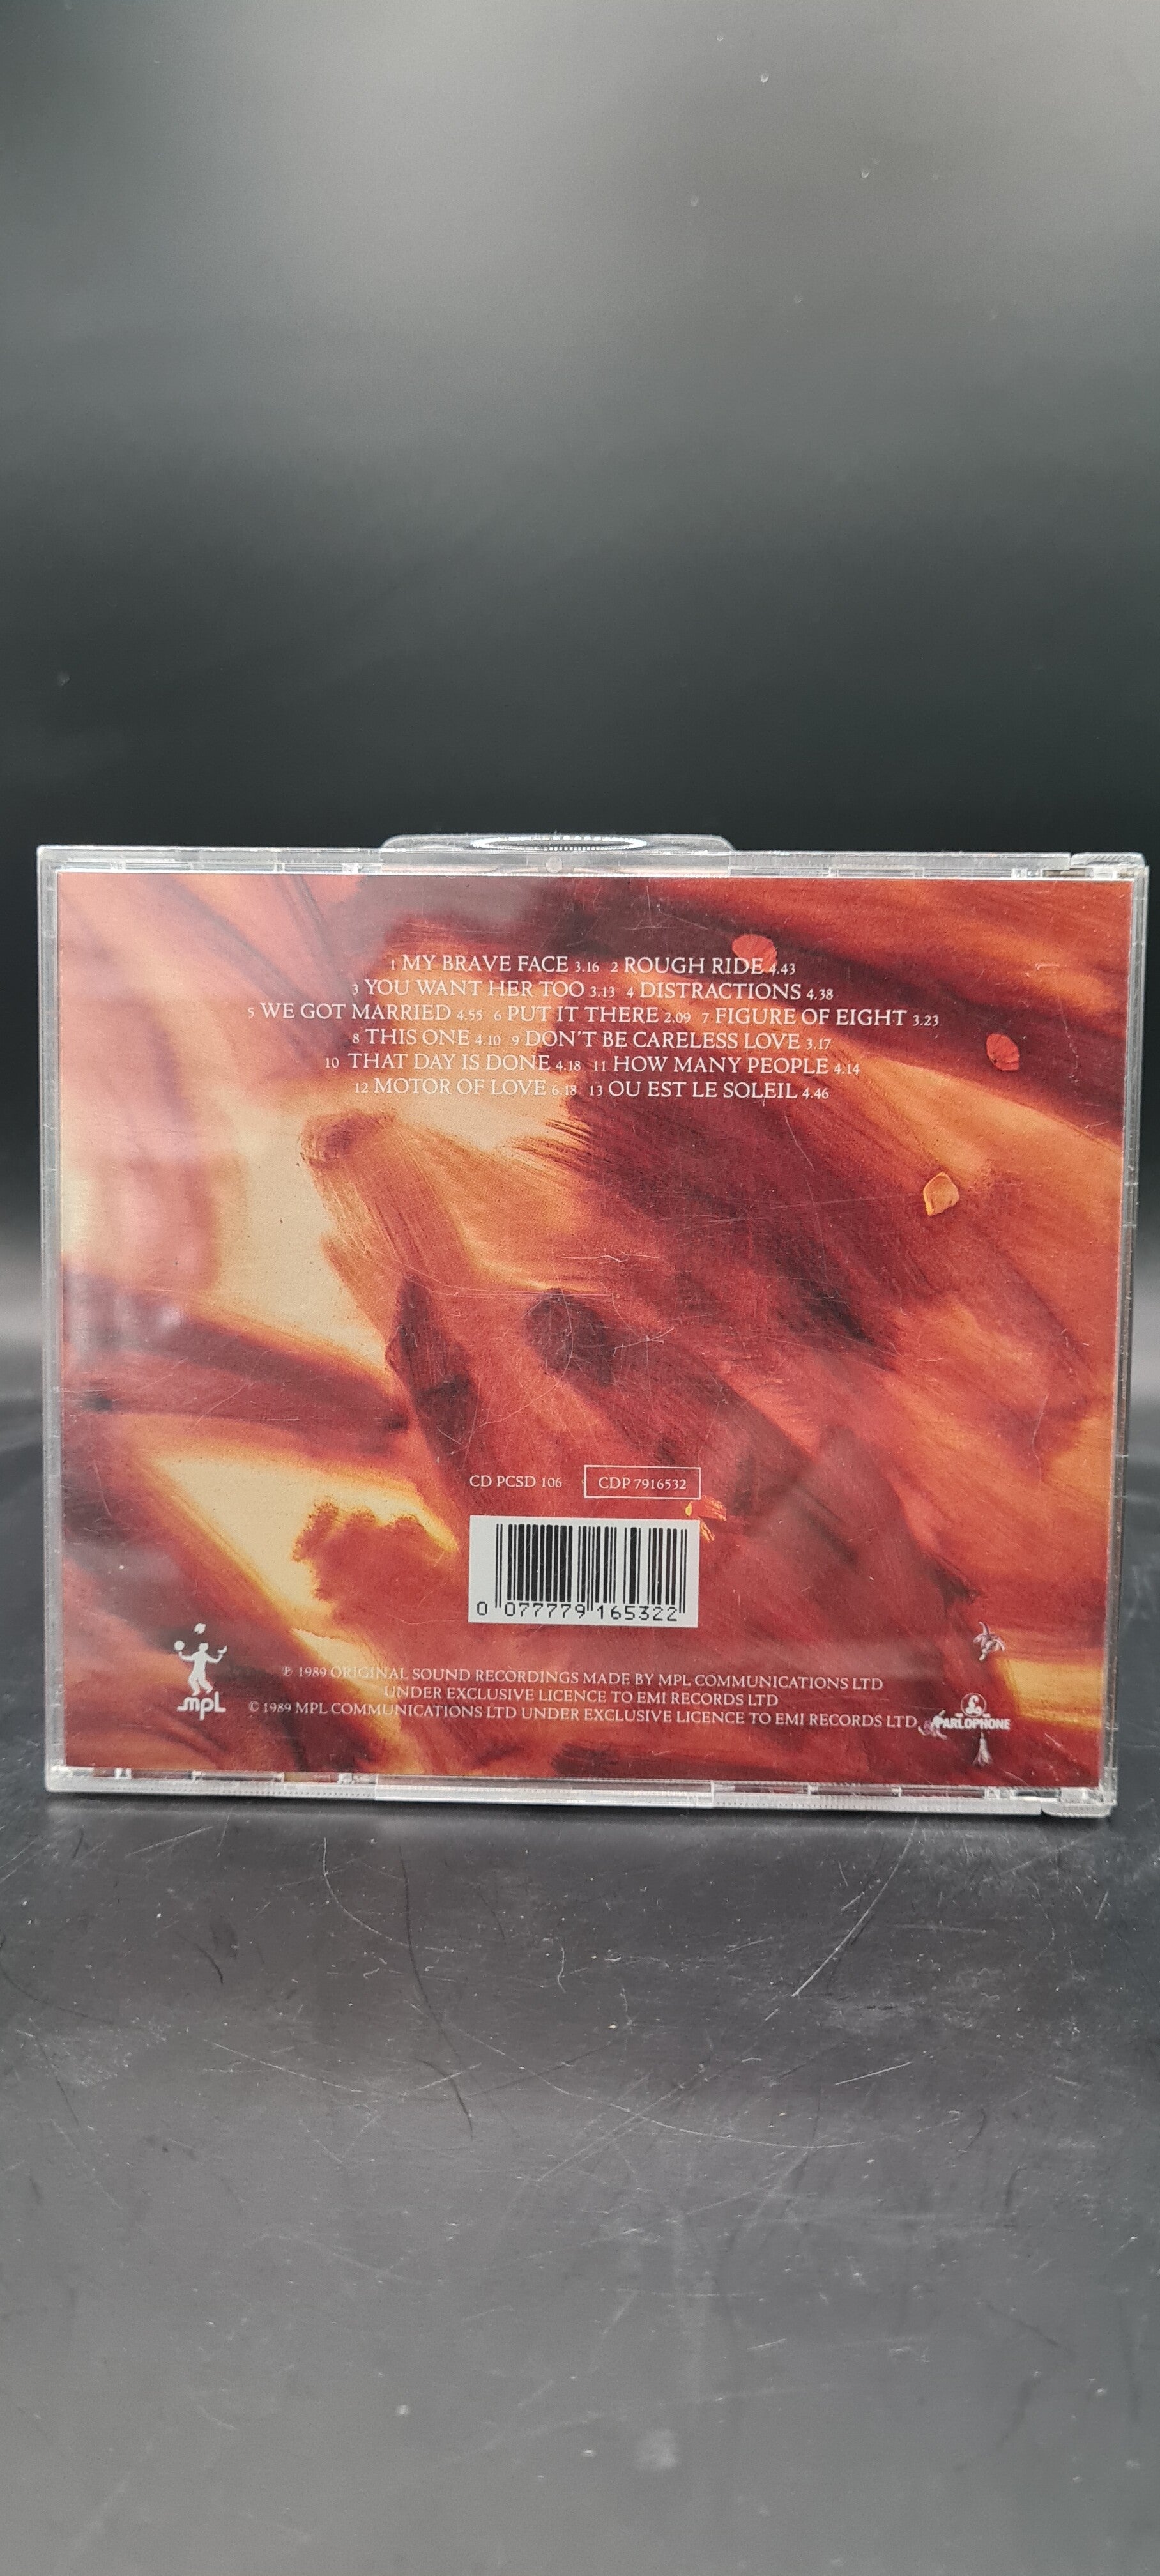 1 MY BRAVE FACE 3.16 2 ROUGH RIDE 4.43
3 YOU WANT HER TOO 3.13 4 DISTRACTIONS 4.38
5 WE GOT MARRIED 4.55 6 PUT IT THERE 2.09 7 FIGURE OF EIGHT 3.23
8 THIS ONE 4.10 9 DON'T BE CARELESS LOVE 3.17
10 THAT DAY IS DONE 4.18 11 HOW MANY PEOPLE 4.14
12 MOTOR OF LOVE 6.18 13 OU EST LE SOLEIL 4.46
CD PCSD 106 CDP 7916532
0 077779 165322
mpl
℗ 1989 ORIGINAL SOUND RECORDINGS MADE BY MPL COMMUNICATIONS LTD
UNDER EXCLUSIVE LICENCE TO EMI RECORDS LTD
© 1989 MPL COMMUNICATIONS LTD UNDER EXCLUSIVE LICENCE TO EMI RECORDS LTD
PARLOPHONE